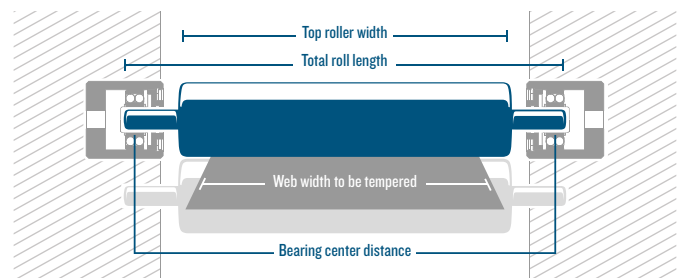 Top roller width
Total roll length
Web width to be tempered
Bearing center distance